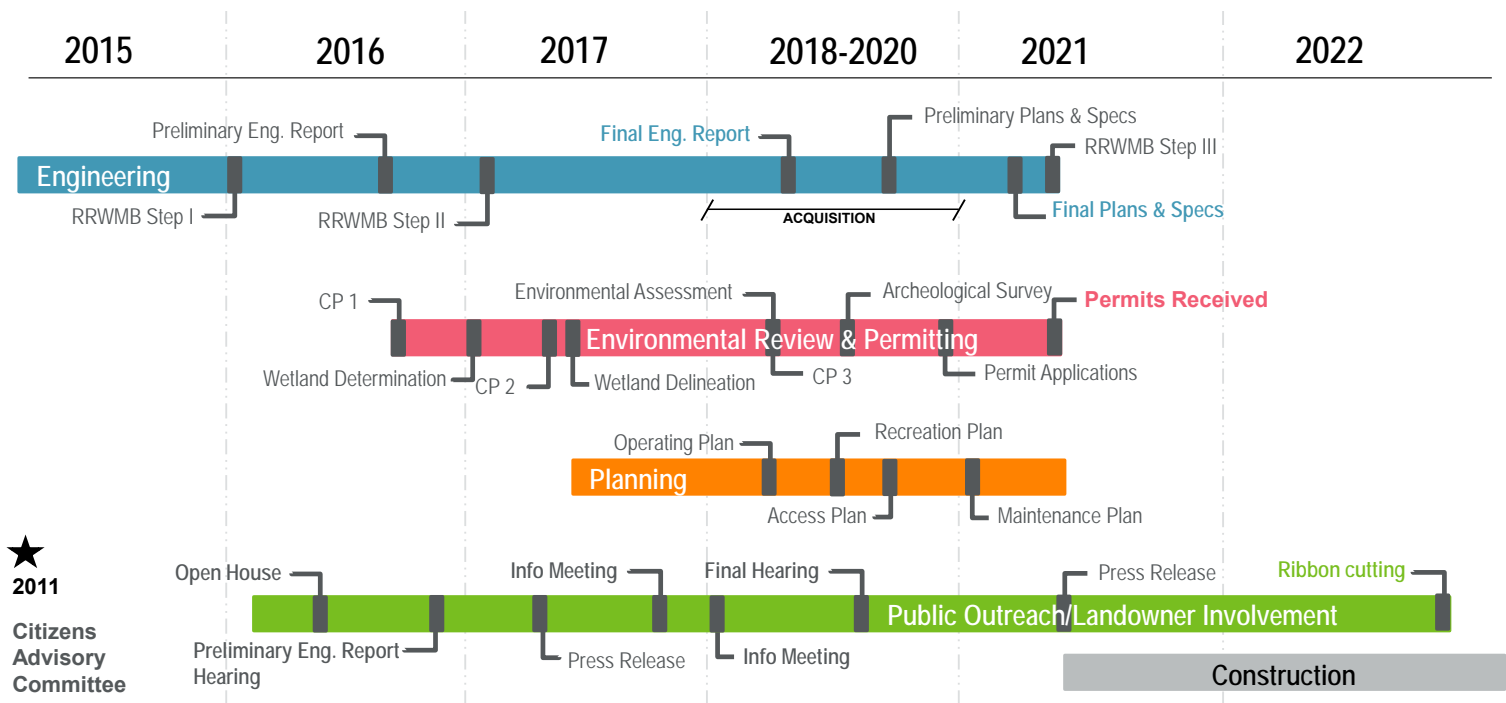 2015
2016
2017
2018-2020
2021
2022
Preliminary Eng. Report
Final Eng. Report
Preliminary Plans & Specs
RRWMB Step III
Engineering
RRWMB Step I
RRWMB Step II
ACQUISITION
Final Plans & Specs
CP 1
Environmental Assessment
Archeological Survey
Permits Received
Environmental Review & Permitting
Wetland Determination
CP 2
Wetland Delineation
CP 3
Permit Applications
Operating Plan
Recreation Plan
Planning
Access Plan
Maintenance Plan
2011
Citizens
Advisory
Committee
Open House
Info Meeting
Final Hearing
Press Release
Ribbon cutting
Public Outreach/Landowner Involvement
Preliminary Eng. Report
Hearing
Press Release
Info Meeting
Construction